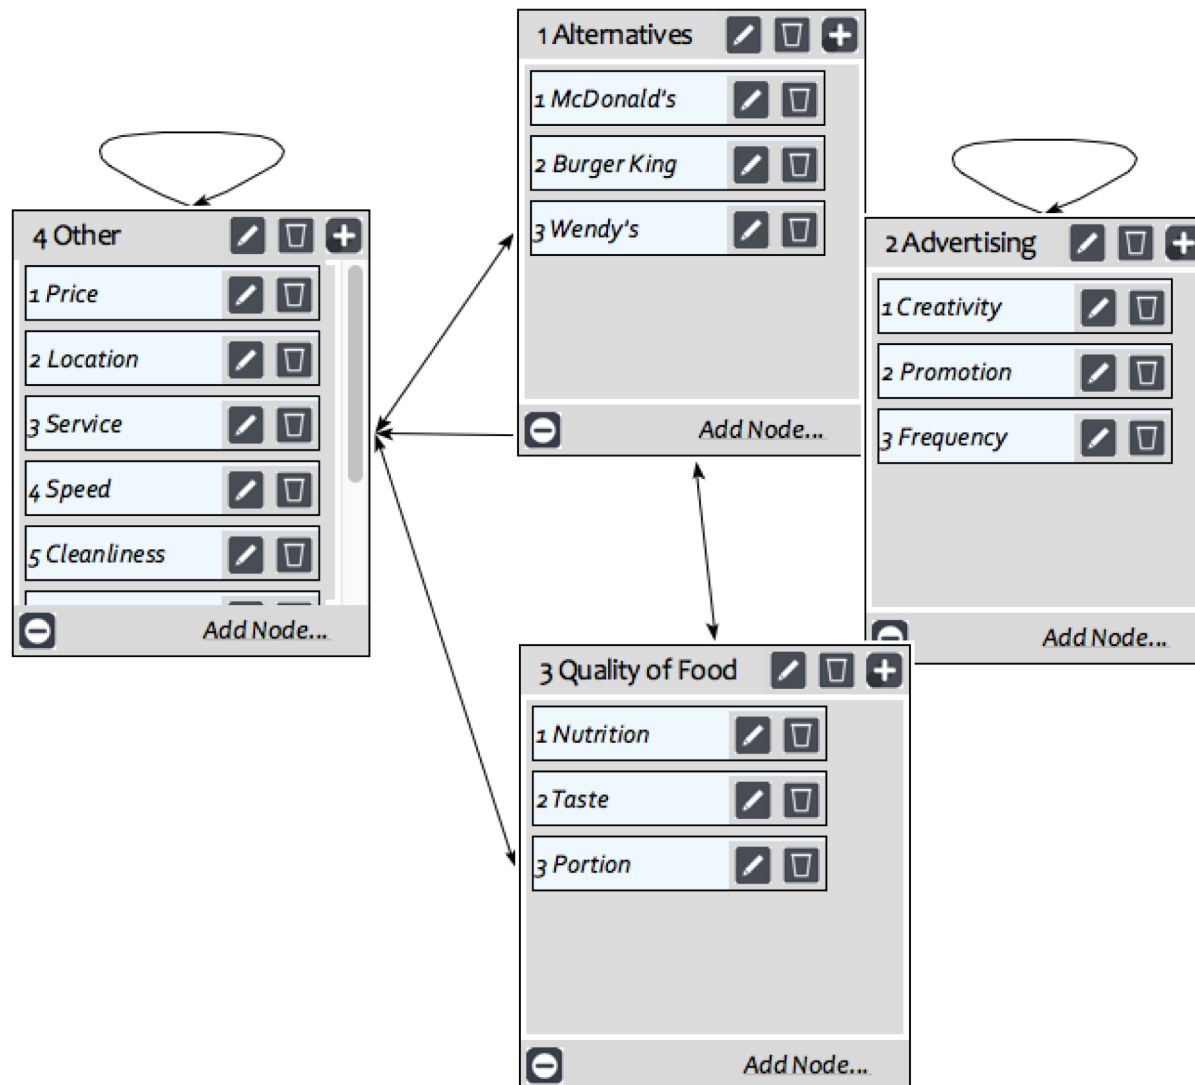 1 Alternatives
1 McDonald's
2 Burger King
3 Wendy's
Add Node...
4 Other
1 Price
2 Location
3 Service
4 Speed
5 Cleanliness
Add Node...
2 Advertising
1 Creativity
2 Promotion
3 Frequency
Add Node...
3 Quality of Food
1 Nutrition
2 Taste
3 Portion
Add Node...